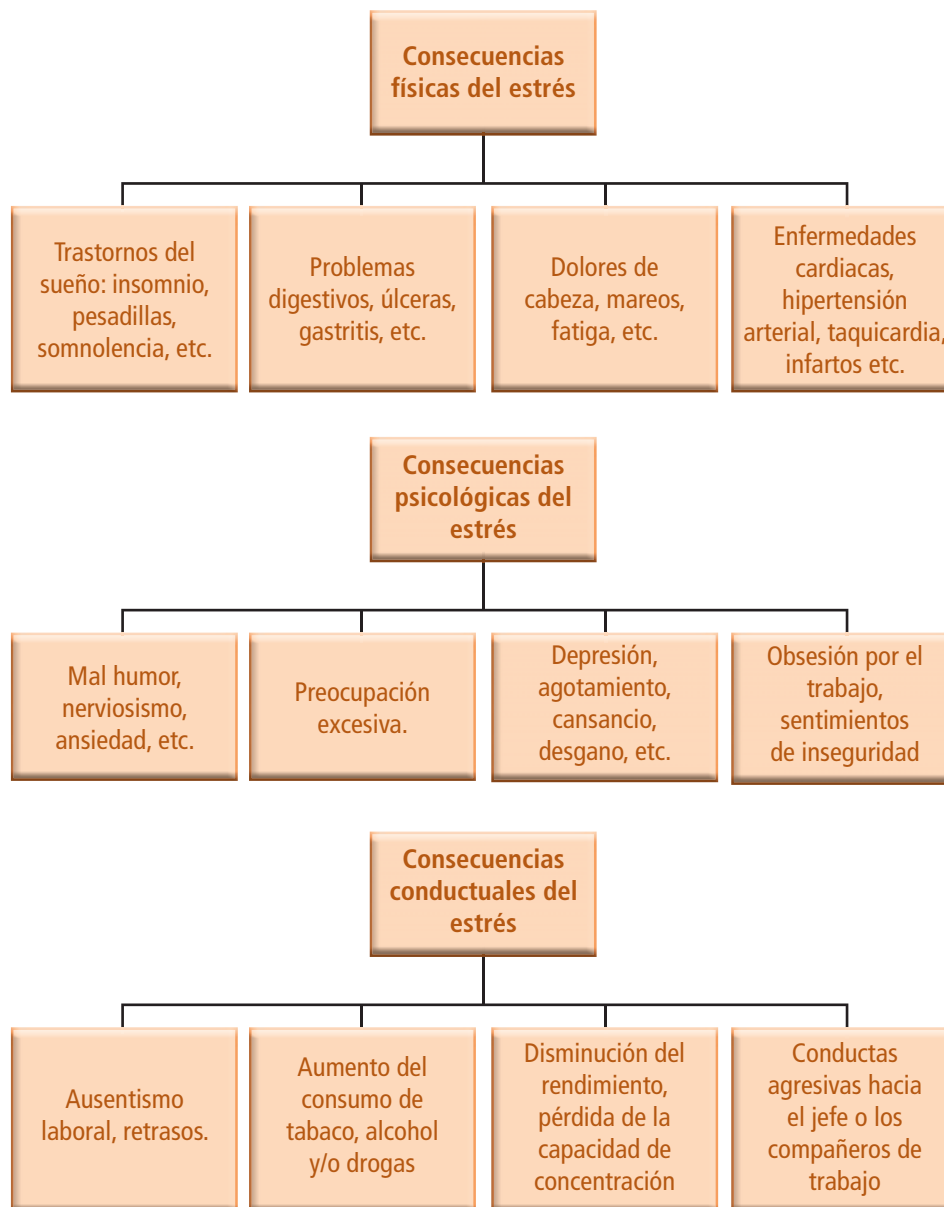 Consecuencias
físicas del estrés
Trastornos del
sueño: insomnio,
pesadillas,
somnolencia, etc.
Problemas
digestivos, úlceras,
gastritis, etc.
Dolores de
cabeza, mareos,
fatiga, etc.
Enfermedades
cardiacas,
hipertensión
arterial, taquicardia,
infartos etc.
Consecuencias
psicológicas del
estrés
Mal humor,
nerviosismo,
ansiedad, etc.
Preocupación
excesiva.
Depresión,
agotamiento,
cansancio,
desgano, etc.
Obsesión por el
trabajo,
sentimientos
de inseguridad
Consecuencias
conductuales del
estrés
Ausentismo
laboral, retrasos.
Aumento del
consumo de
tabaco, alcohol
y/o drogas
Disminución del
rendimiento,
pérdida de la
capacidad de
concentración
Conductas
agresivas hacia
el jefe o los
compañeros de
trabajo